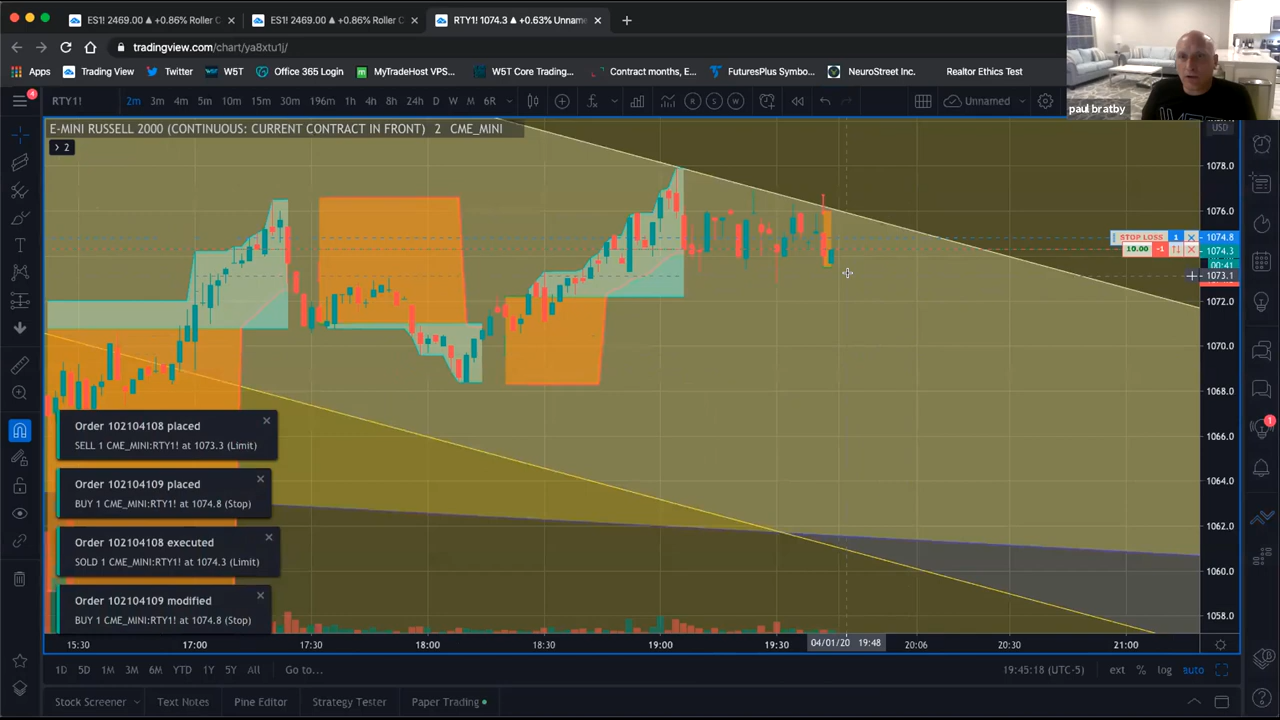 ES1! 2469.00 ▲ +0.86% Roller C
ES1! 2469.00 ▲ +0.86% Roller C
RTY1! 1074.3 ▲ +0.63% Unname
tradingview.com/chart/ya8xtu1j/
paul bratby
Apps
Trading View
Twitter
W5T
Office 365 Login
MyTradeHost VPS...
W5T Core Trading...
Contract months, E...
FuturesPlus Symbo...
NeuroStreet Inc.
Realtor Ethics Test
4
RTY1!
2m 3m 4m 5m 10m 15m 30m 196m 1h 4h 8h 24h D W M 6R
Unnamed
E-MINI RUSSELL 2000 (CONTINUOUS: CURRENT CONTRACT IN FRONT) 2 CME_MINI
USD
2
1078.0
1076.0
STOP LOSS 1
1074.8
10.00 -1
1074.3
00:41
1073.1
1072.0
1070.0
1068.0
1066.0
1064.0
1062.0
1060.0
1058.0
1
Order 102104108 placed
SELL 1 CME_MINI:RTY1! at 1073.3 (Limit)
Order 102104109 placed
BUY 1 CME_MINI:RTY1! at 1074.8 (Stop)
Order 102104108 executed
SOLD 1 CME_MINI:RTY1! at 1074.3 (Limit)
Order 102104109 modified
BUY 1 CME_MINI:RTY1! at 1074.8 (Stop)
15:30 17:00 17:30 18:00 18:30 19:00 19:30 04/01/20 19:48 20:06 20:30 21:00
1D 5D 1M 3M 6M YTD 1Y 5Y All Go to...
19:45:18 (UTC-5) ext % log auto
Stock Screener
Text Notes
Pine Editor
Strategy Tester
Paper Trading